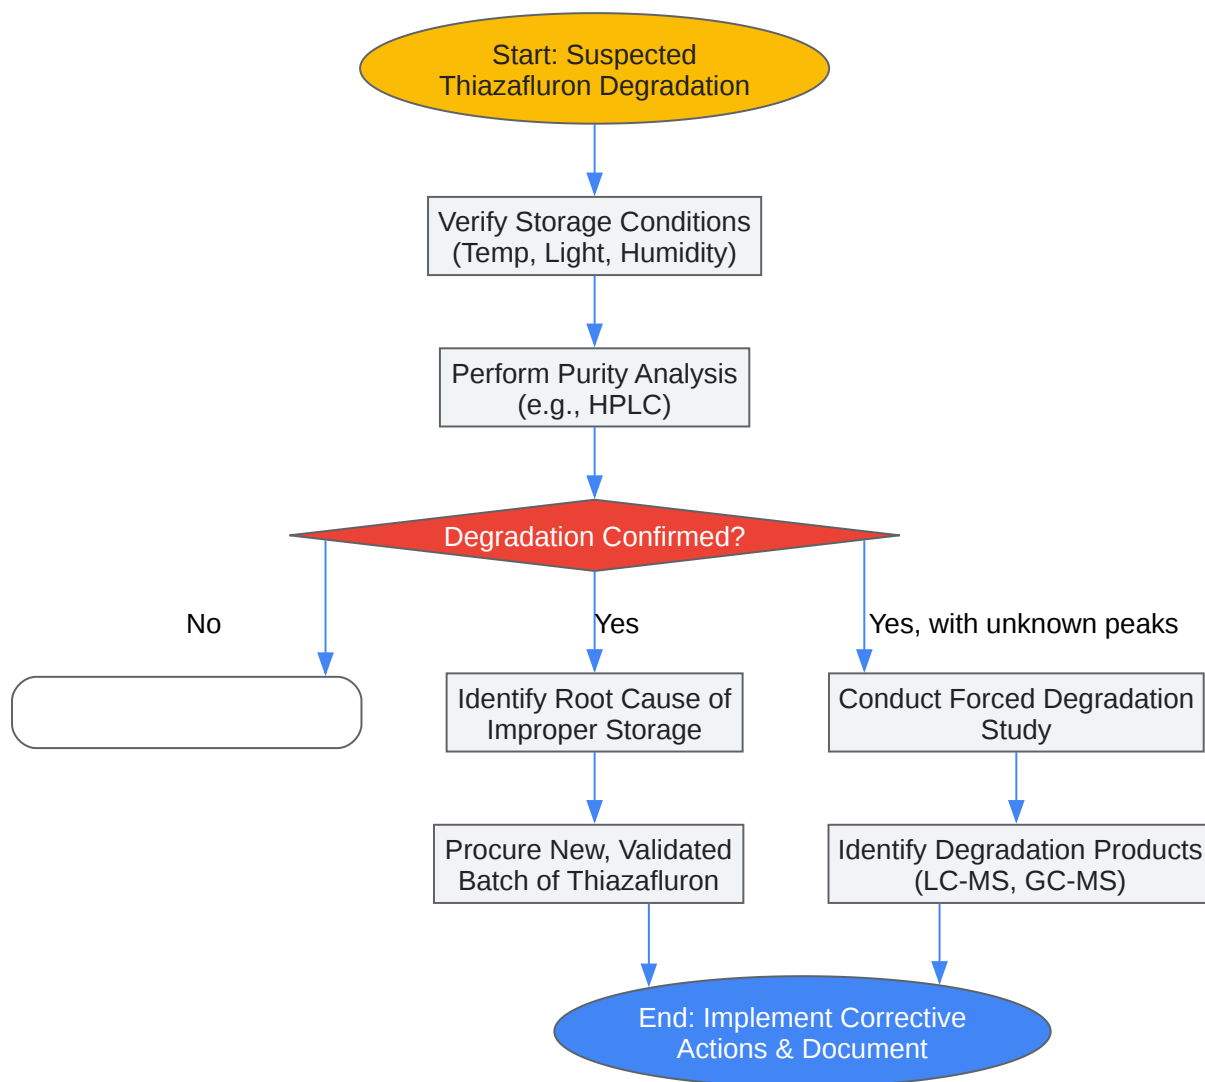 Start: Suspected
Thiazafluron Degradation
Verify Storage Conditions
(Temp, Light, Humidity)
Perform Purity Analysis
(e.g., HPLC)
Degradation Confirmed?
No
Yes
Yes, with unknown peaks
Identify Root Cause of
Improper Storage
Conduct Forced Degradation
Study
Procure New, Validated
Batch of Thiazafluron
Identify Degradation Products
(LC-MS, GC-MS)
End: Implement Corrective
Actions & Document